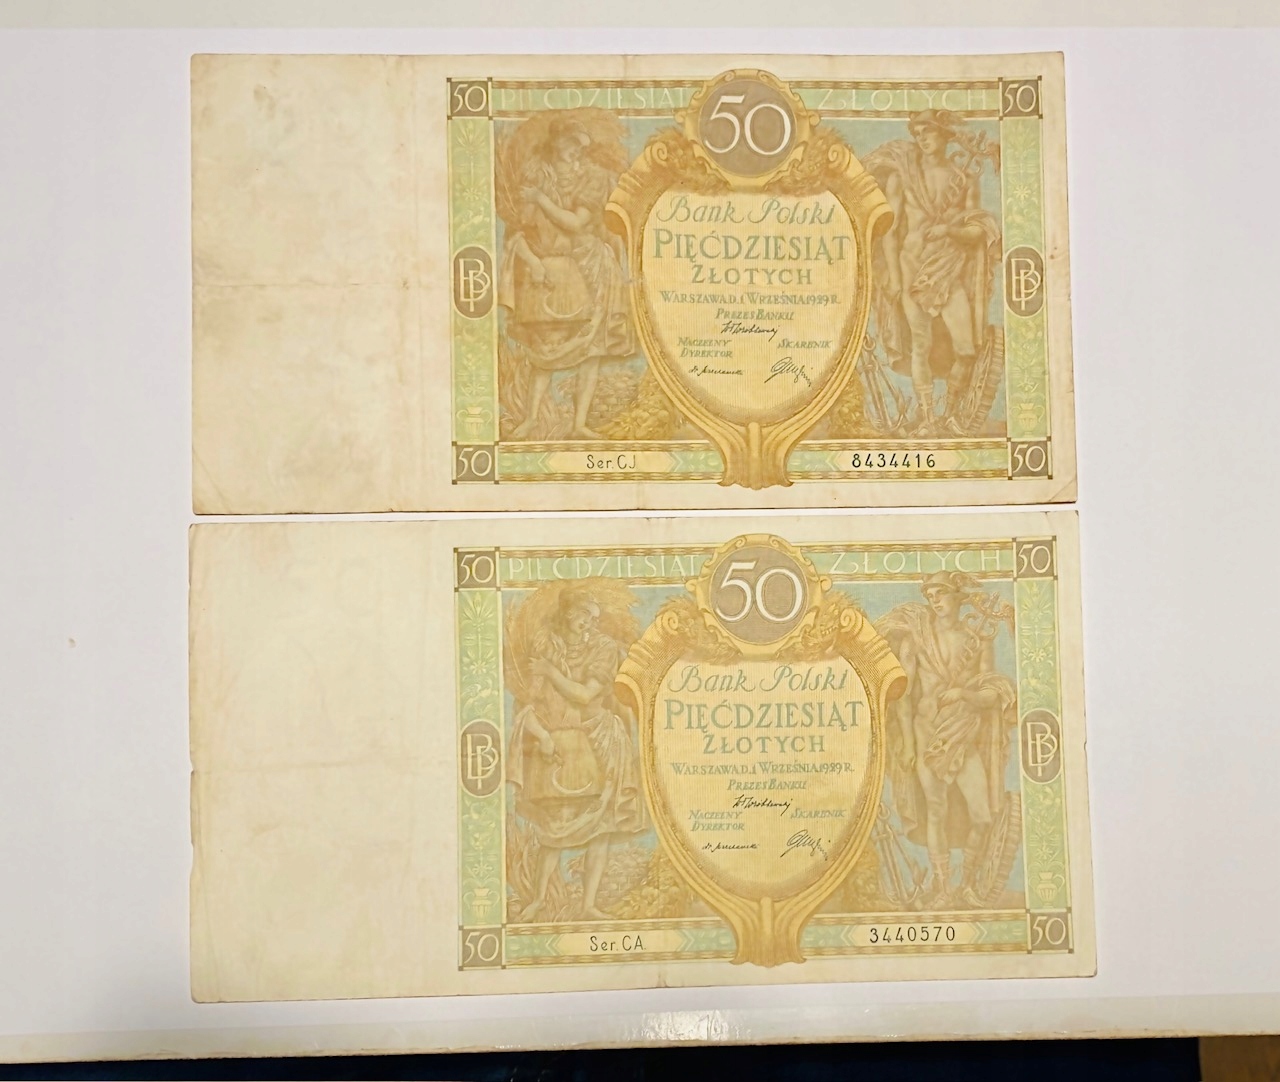 50 PIĘĆDZIESIĄT 50 ZŁOTYCH 50
Bank Polski
PIĘĆDZIESIĄT
ZŁOTYCH
WARSZAWA D. 1 WRZEŚNIA 1929 R.
PREZES BANKU
NACZELNY SKARBNIK
DYREKTOR
BP BP
50 Ser. CJ 8434416 50
50 PIĘĆDZIESIĄT 50 ZŁOTYCH 50
Bank Polski
PIĘĆDZIESIĄT
ZŁOTYCH
WARSZAWA D. 1 WRZEŚNIA 1929 R.
PREZES BANKU
NACZELNY SKARBNIK
DYREKTOR
BP BP
50 Ser. CA. 3440570 50